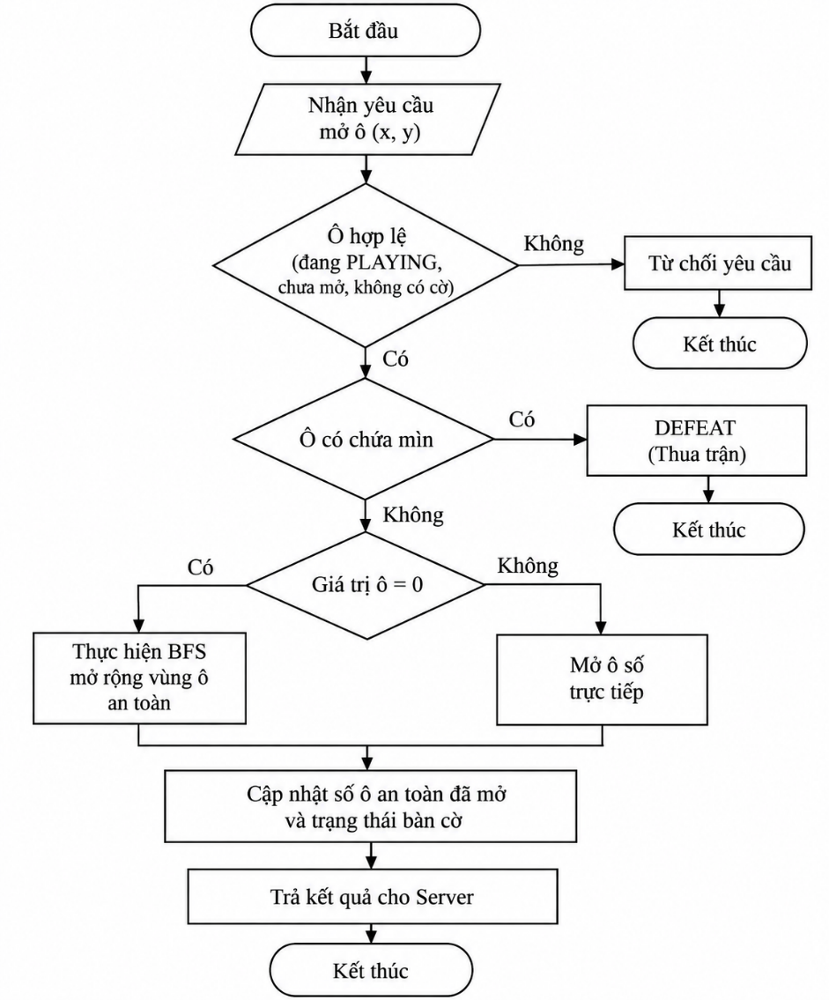 Bắt đầu
Nhận yêu cầu
mở ô (x, y)
Ô hợp lệ
(đang PLAYING,
chưa mở, không có cờ)
Không
Từ chối yêu cầu
Kết thúc
Có
Ô có chứa mìn
Có
DEFEAT
(Thua trận)
Kết thúc
Không
Giá trị ô = 0
Có
Không
Thực hiện BFS
mở rộng vùng ô
an toàn
Mở ô số
trực tiếp
Cập nhật số ô an toàn đã mở
và trạng thái bàn cờ
Trả kết quả cho Server
Kết thúc